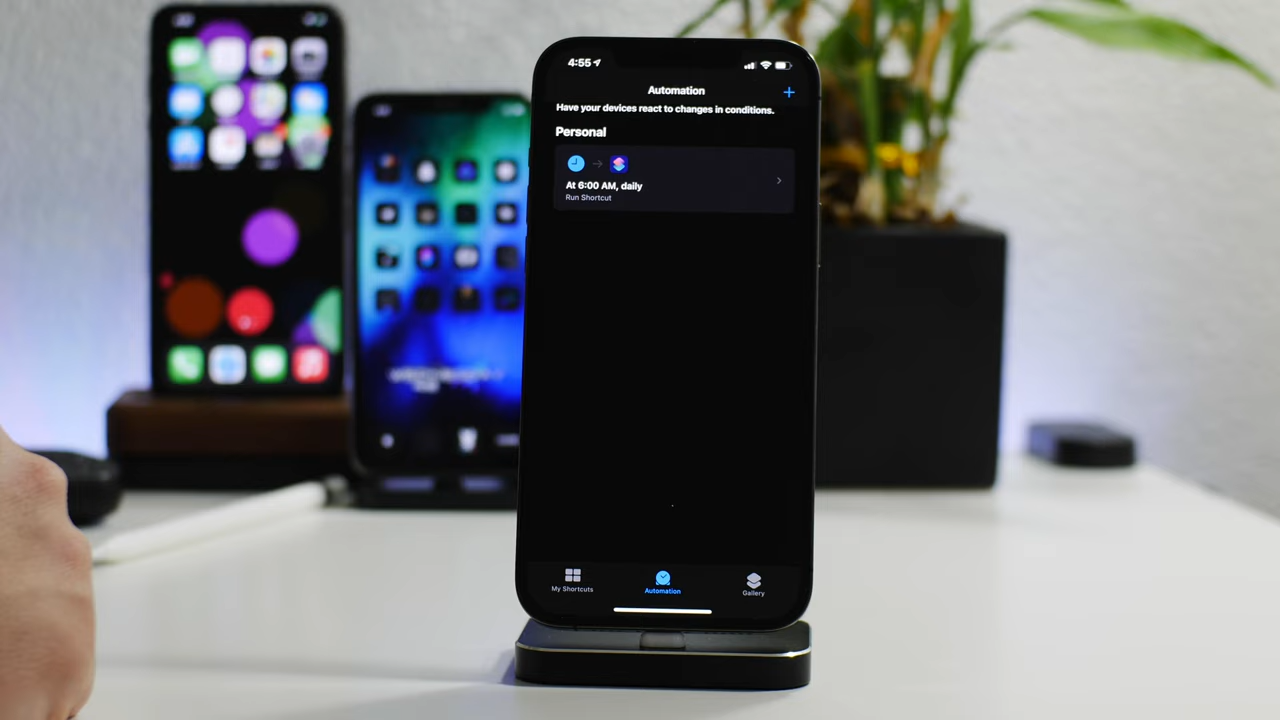 4:55
Automation
Have your devices react to changes in conditions.
Personal
At 6:00 AM, daily
Run Shortcut
My Shortcuts
Automation
Gallery